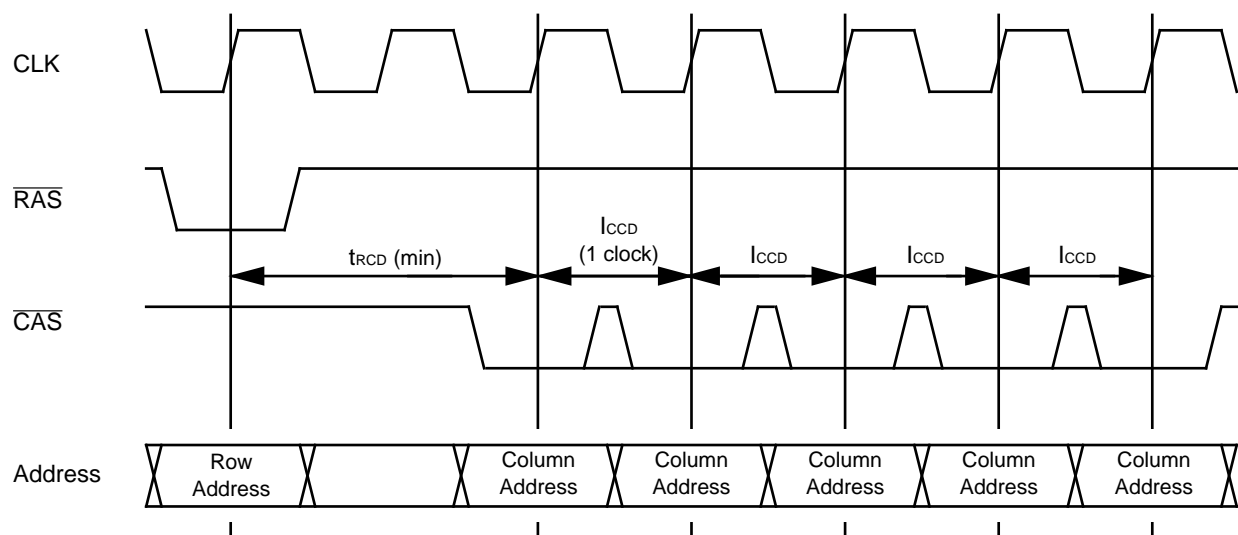 CLK
RAS
tRCD (min)
ICCD
(1 clock)
ICCD
ICCD
ICCD
CAS
Address
Row
Address
Column
Address
Column
Address
Column
Address
Column
Address
Column
Address